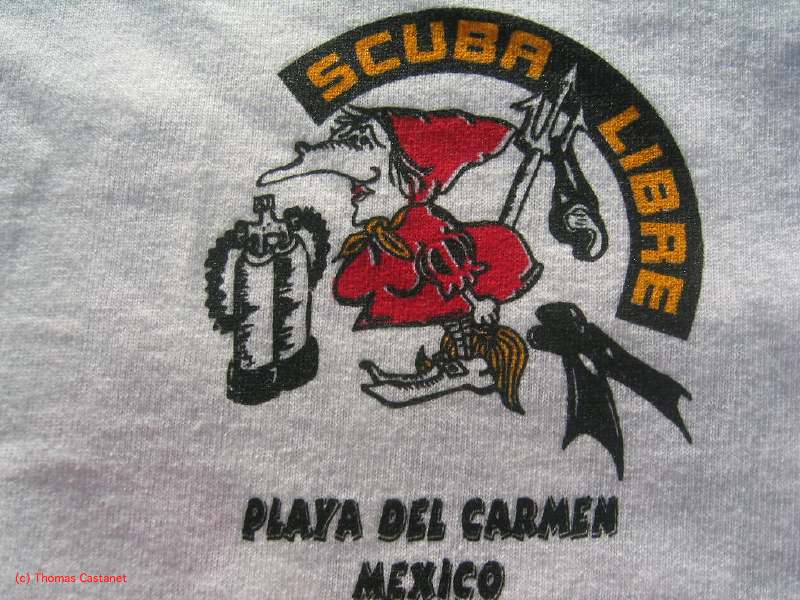 SCUBA LIBRE
PLAYA DEL CARMEN
MEXICO
(c) Thomas Castanet